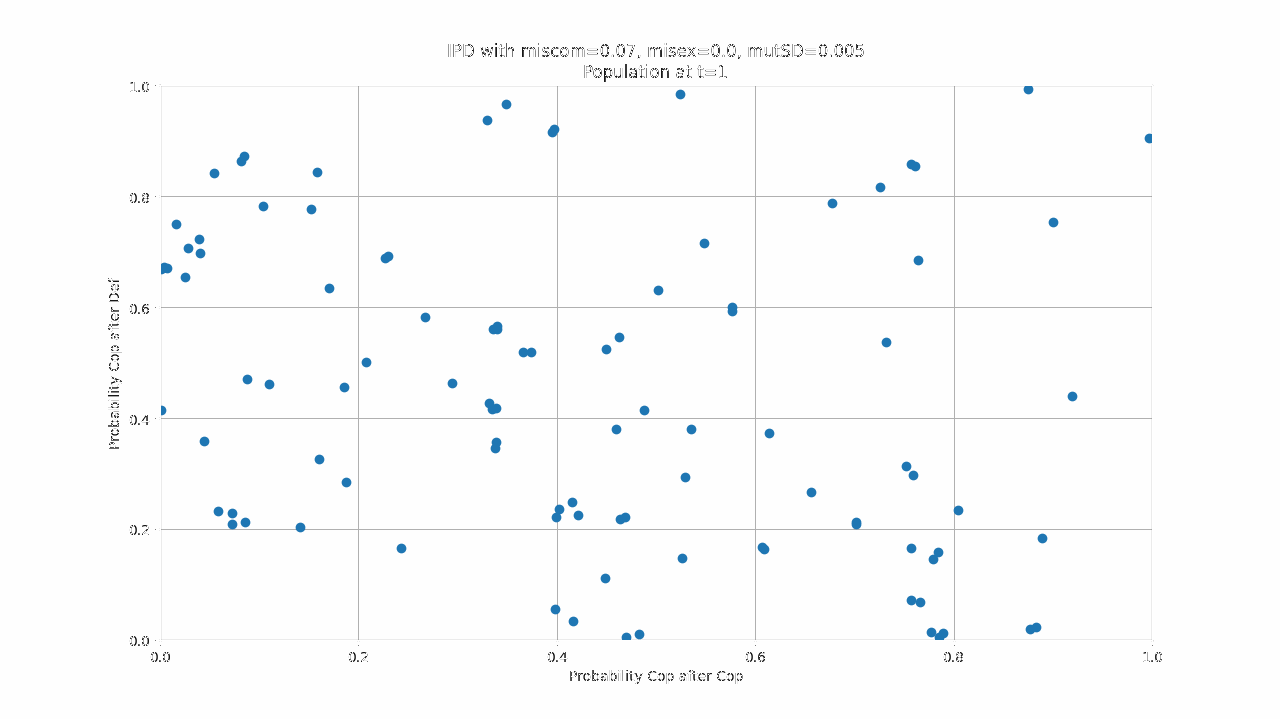 IPD with miscom=0.07, misex=0.0, mutSD=0.005
Population at t=1
1.0
0.8
0.6
0.4
0.2
0.0
Probability Cop after Def
0.0 0.2 0.4 0.6 0.8 1.0
Probability Cop after Cop